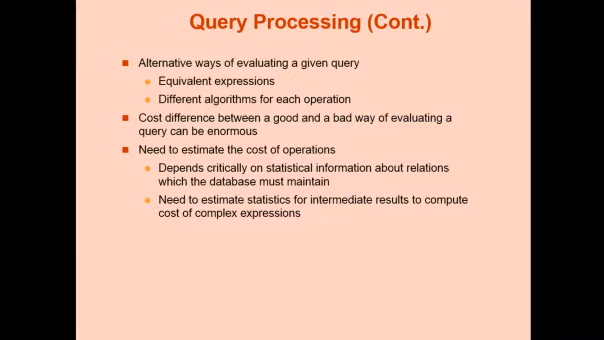 Query Processing (Cont.)
Alternative ways of evaluating a given query
Equivalent expressions
Different algorithms for each operation
Cost difference between a good and a bad way of evaluating a
query can be enormous
Need to estimate the cost of operations
Depends critically on statistical information about relations
which the database must maintain
Need to estimate statistics for intermediate results to compute
cost of complex expressions